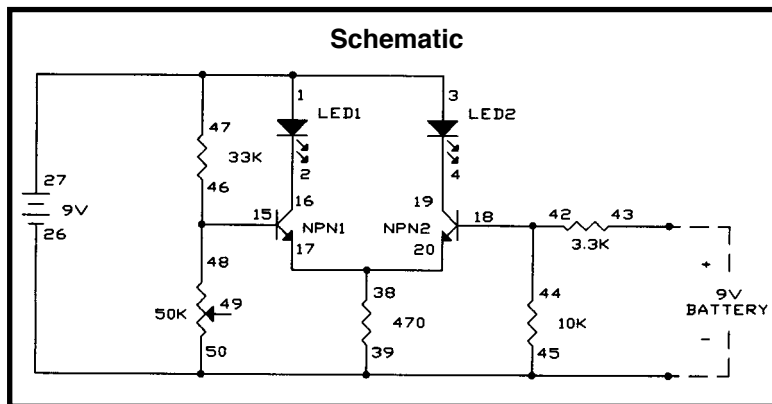 Schematic
1
3
LED1
LED2
47
33K
2
4
27
46
16
19
9V
15
NPN1
NPN2
18
42
43
26
17
20
3.3K
48
+
38
44
9V
50K
49
470
10K
BATTERY
50
39
45
-